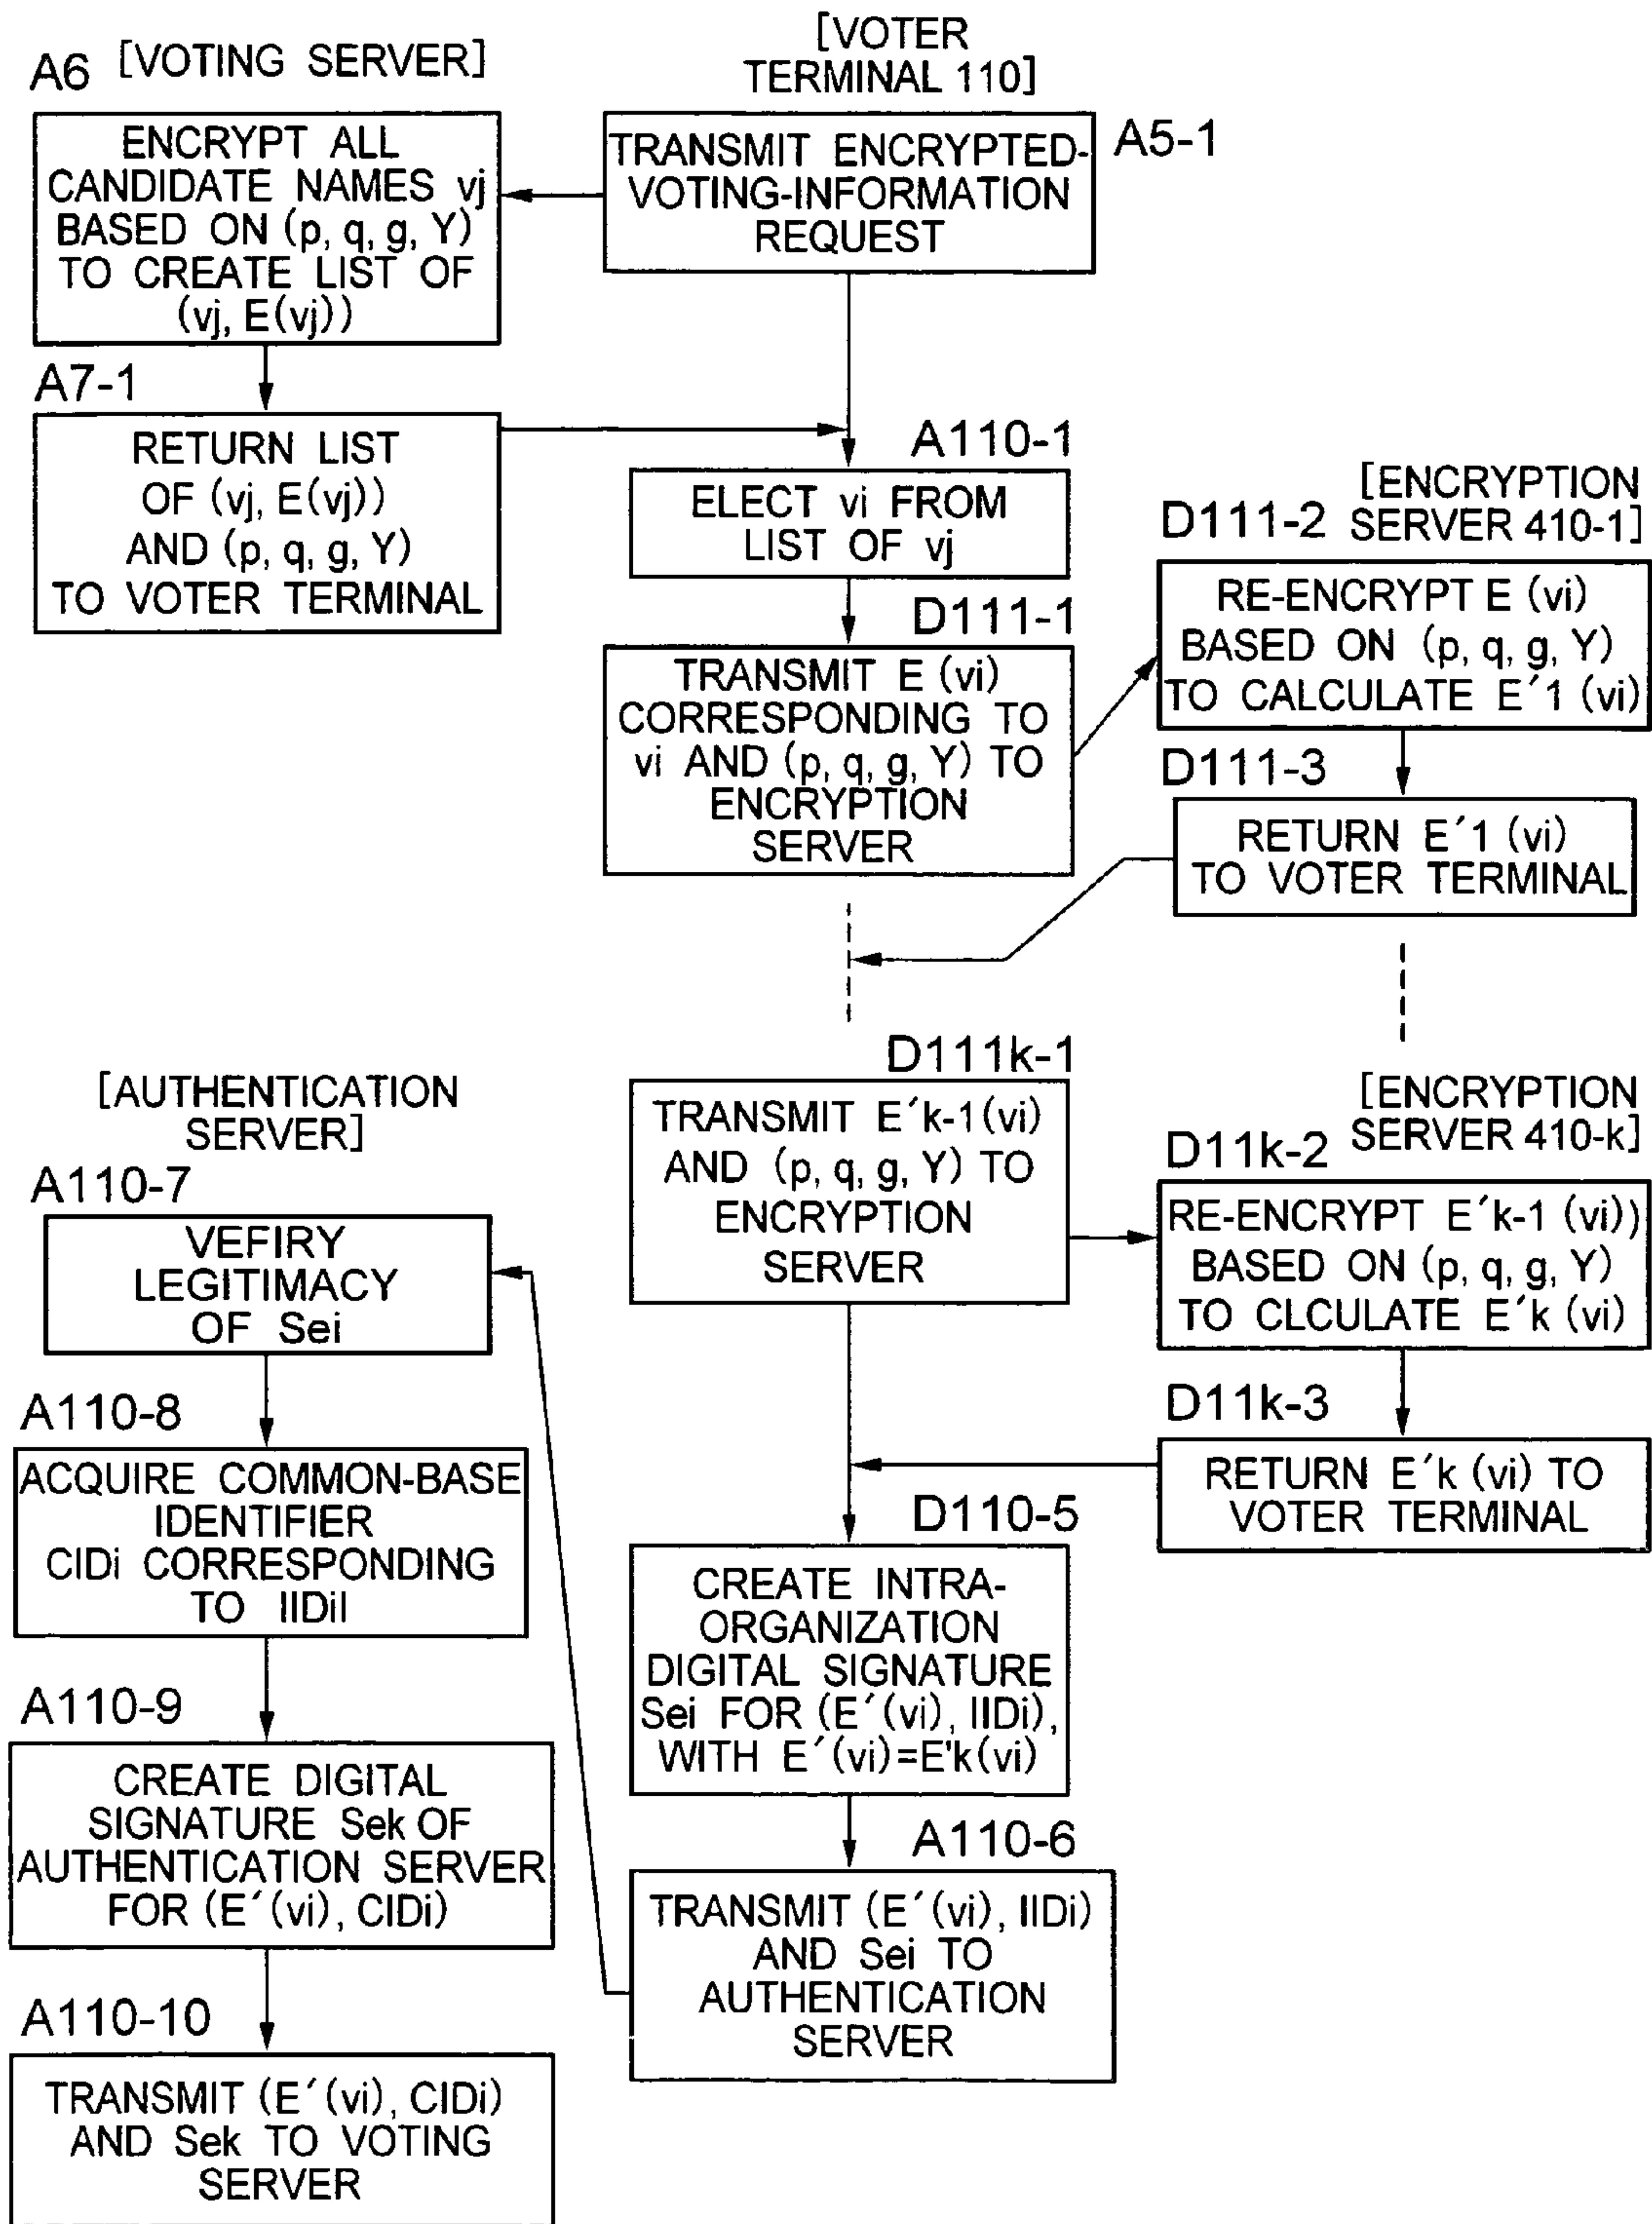 A6 [VOTING SERVER]
ENCRYPT ALL
CANDIDATE NAMES vj
BASED ON (p, q, g, Y)
TO CREATE LIST OF
(vj, E(vj))
A7-1
RETURN LIST
OF (vj, E(vj))
AND (p, q, g, Y)
TO VOTER TERMINAL
[VOTER
TERMINAL 110]
A5-1
TRANSMIT ENCRYPTED-
VOTING-INFORMATION
REQUEST
A110-1
ELECT vi FROM
LIST OF vj
D111-1
TRANSMIT E (vi)
CORRESPONDING TO
vi AND (p, q, g, Y) TO
ENCRYPTION
SERVER
[ENCRYPTION
SERVER 410-1]
D111-2
RE-ENCRYPT E (vi)
BASED ON (p, q, g, Y)
TO CALCULATE E´1 (vi)
D111-3
RETURN E´1 (vi)
TO VOTER TERMINAL
D111k-1
TRANSMIT E´k-1(vi)
AND (p, q, g, Y) TO
ENCRYPTION
SERVER
[ENCRYPTION
SERVER 410-k]
D11k-2
RE-ENCRYPT E´k-1 (vi))
BASED ON (p, q, g, Y)
TO CLCULATE E´k (vi)
D11k-3
RETURN E´k (vi) TO
VOTER TERMINAL
D110-5
CREATE INTRA-
ORGANIZATION
DIGITAL SIGNATURE
Sei FOR (E´(vi), IIDi),
WITH E´(vi)=E'k(vi)
A110-6
TRANSMIT (E´(vi), IIDi)
AND Sei TO
AUTHENTICATION
SERVER
[AUTHENTICATION
SERVER]
A110-7
VEFIRY
LEGITIMACY
OF Sei
A110-8
ACQUIRE COMMON-BASE
IDENTIFIER
CIDi CORRESPONDING
TO IIDiI
A110-9
CREATE DIGITAL
SIGNATURE Sek OF
AUTHENTICATION SERVER
FOR (E´(vi), CIDi)
A110-10
TRANSMIT (E´(vi), CIDi)
AND Sek TO VOTING
SERVER